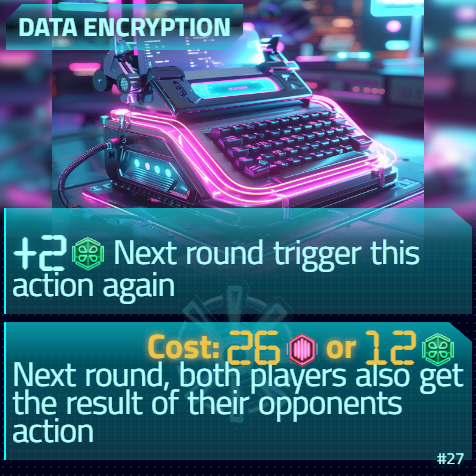 DATA ENCRYPTION
+2 Next round trigger this
action again
Cost: 26 or 12
Next round, both players also get
the result of their opponents
action
#27